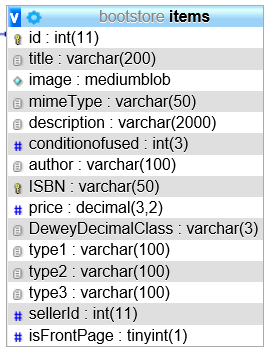 v bootstore items
id : int(11)
title : varchar(200)
image : mediumblob
mimeType : varchar(50)
description : varchar(2000)
# conditionofused : int(3)
author : varchar(100)
ISBN : varchar(50)
# price : decimal(3,2)
DeweyDecimalClass : varchar(3)
type1 : varchar(100)
type2 : varchar(100)
type3 : varchar(100)
# sellerId : int(11)
# isFrontPage : tinyint(1)